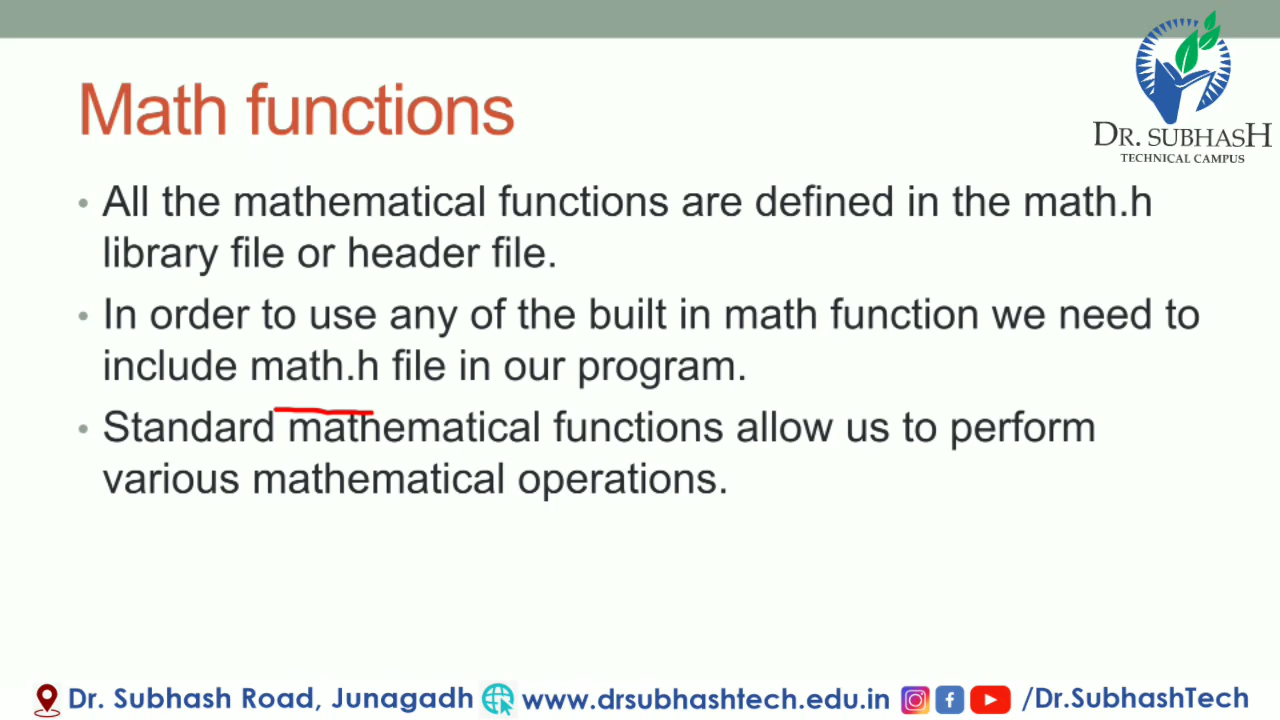 Math functions
DR. SUBHASH
TECHNICAL CAMPUS
• All the mathematical functions are defined in the math.h
library file or header file.
• In order to use any of the built in math function we need to
include math.h file in our program.
• Standard mathematical functions allow us to perform
various mathematical operations.
Dr. Subhash Road, Junagadh www.drsubhashtech.edu.in /Dr.SubhashTech